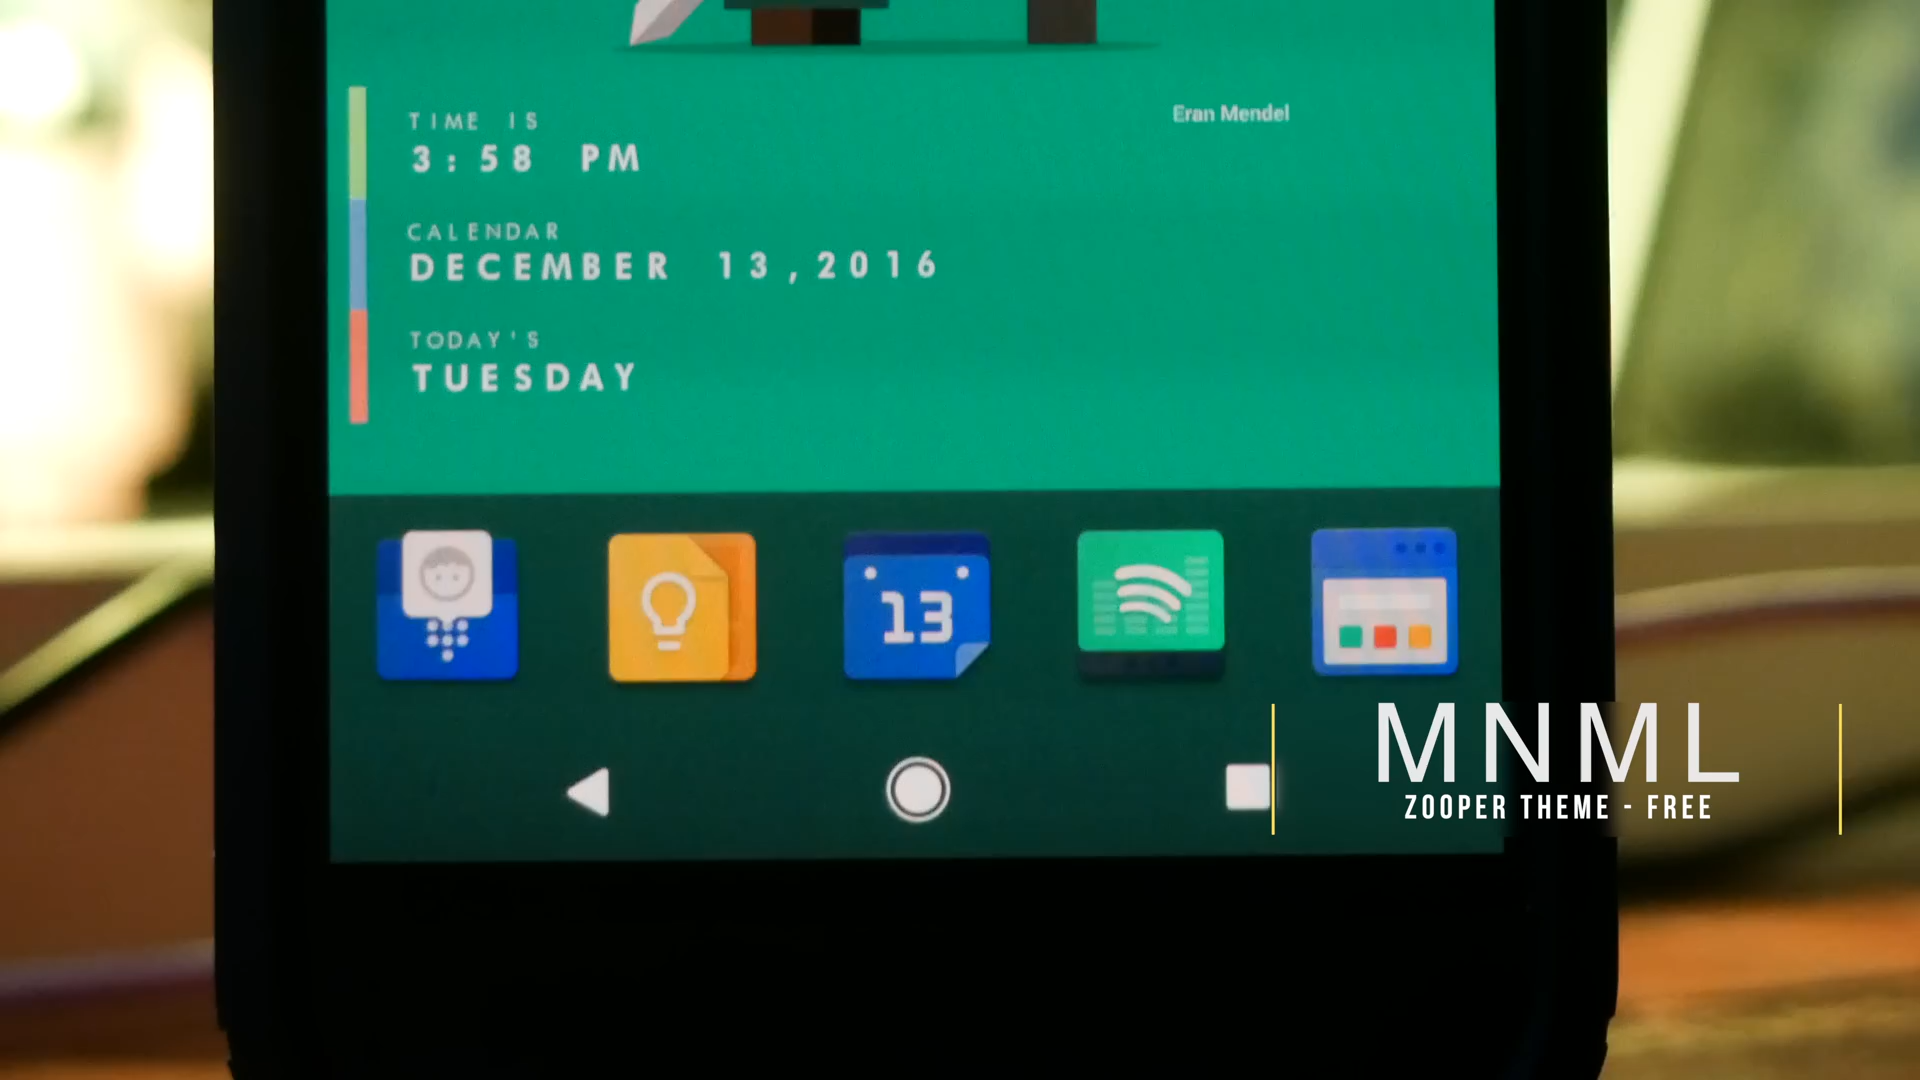 TIME IS
3:58 PM
Eran Mendel
CALENDAR
DECEMBER 13,2016
TODAY'S
TUESDAY
13
MNML
ZOOPER THEME - FREE